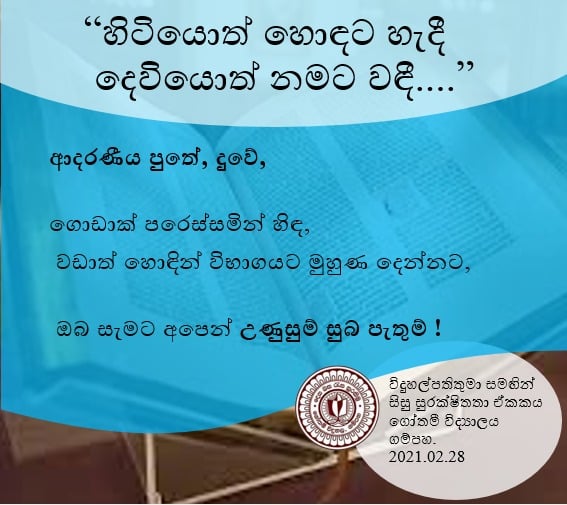 “හිටියොත් හොඳට හැදී
දෙවියොත් නමට වඳී....”
ආදරණීය පුතේ, දුවේ,
ගොඩාක් පරෙස්සමින් හිඳ,
වඩාත් හොඳින් විභාගයට මුහුණ දෙන්නට,
ඔබ සැමට අපෙන් උණුසුම් සුබ පැතුම් !
විදුහල්පතිතුමා සමඟින්
සිසු සුරක්ෂිතතා ඒකකය
ගෝතමී විද්‍යාලය
ගම්පහ.
2021.02.28